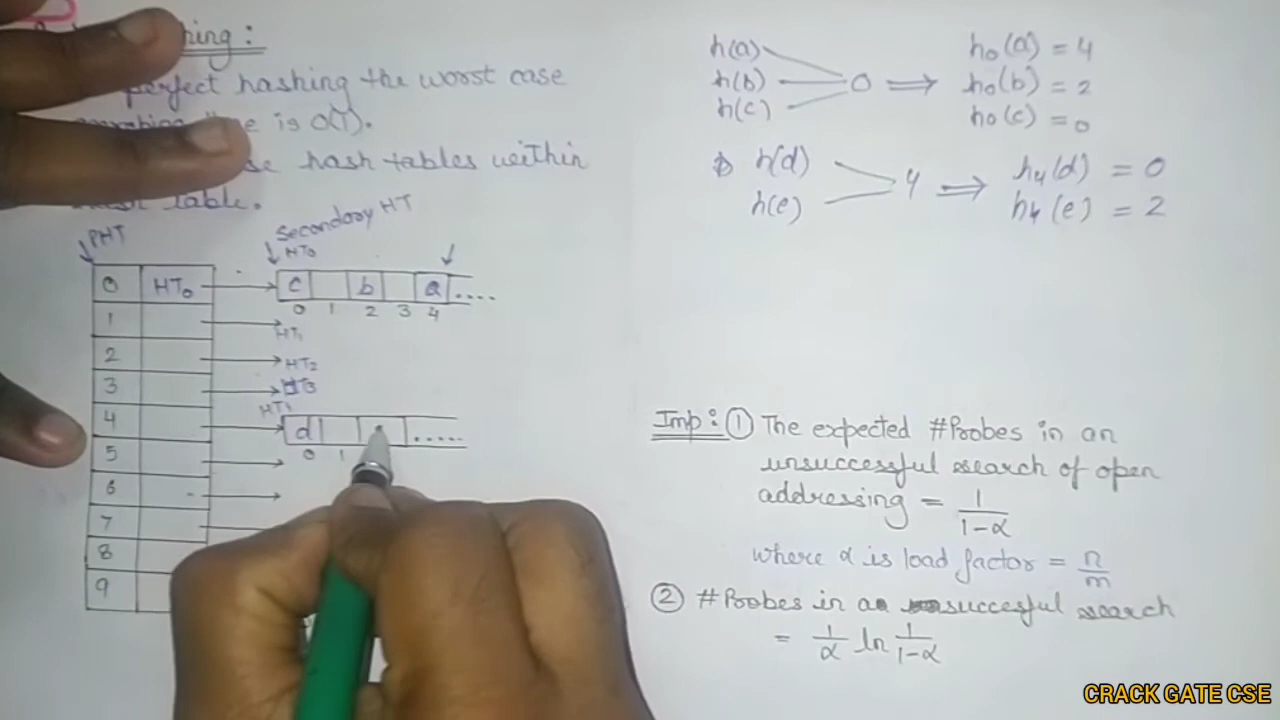 hing :
perfect hashing the worst case
e is O(1).
se hash tables within
table.
PHT
Secondary HT
HT0
0 HT0 c b a ....
0 1 2 3 4
1
HT1
2 HT2
3 HT3
4 d .....
0 1
5
6
7
8
9
h(a)
h(b) 0 ⟹
h(c)
h0(a) = 4
h0(b) = 2
h0(c) = 0
h(d)
h(e) 4 ⟹
h4(d) = 0
h4(e) = 2
Imp: ① The expected #Probes in an
unsuccessful search of open
addressing = 1/(1-α)
where α is load factor = n/m
② #Probes in a succesful search
= 1/α ln 1/(1-α)
CRACK GATE CSE